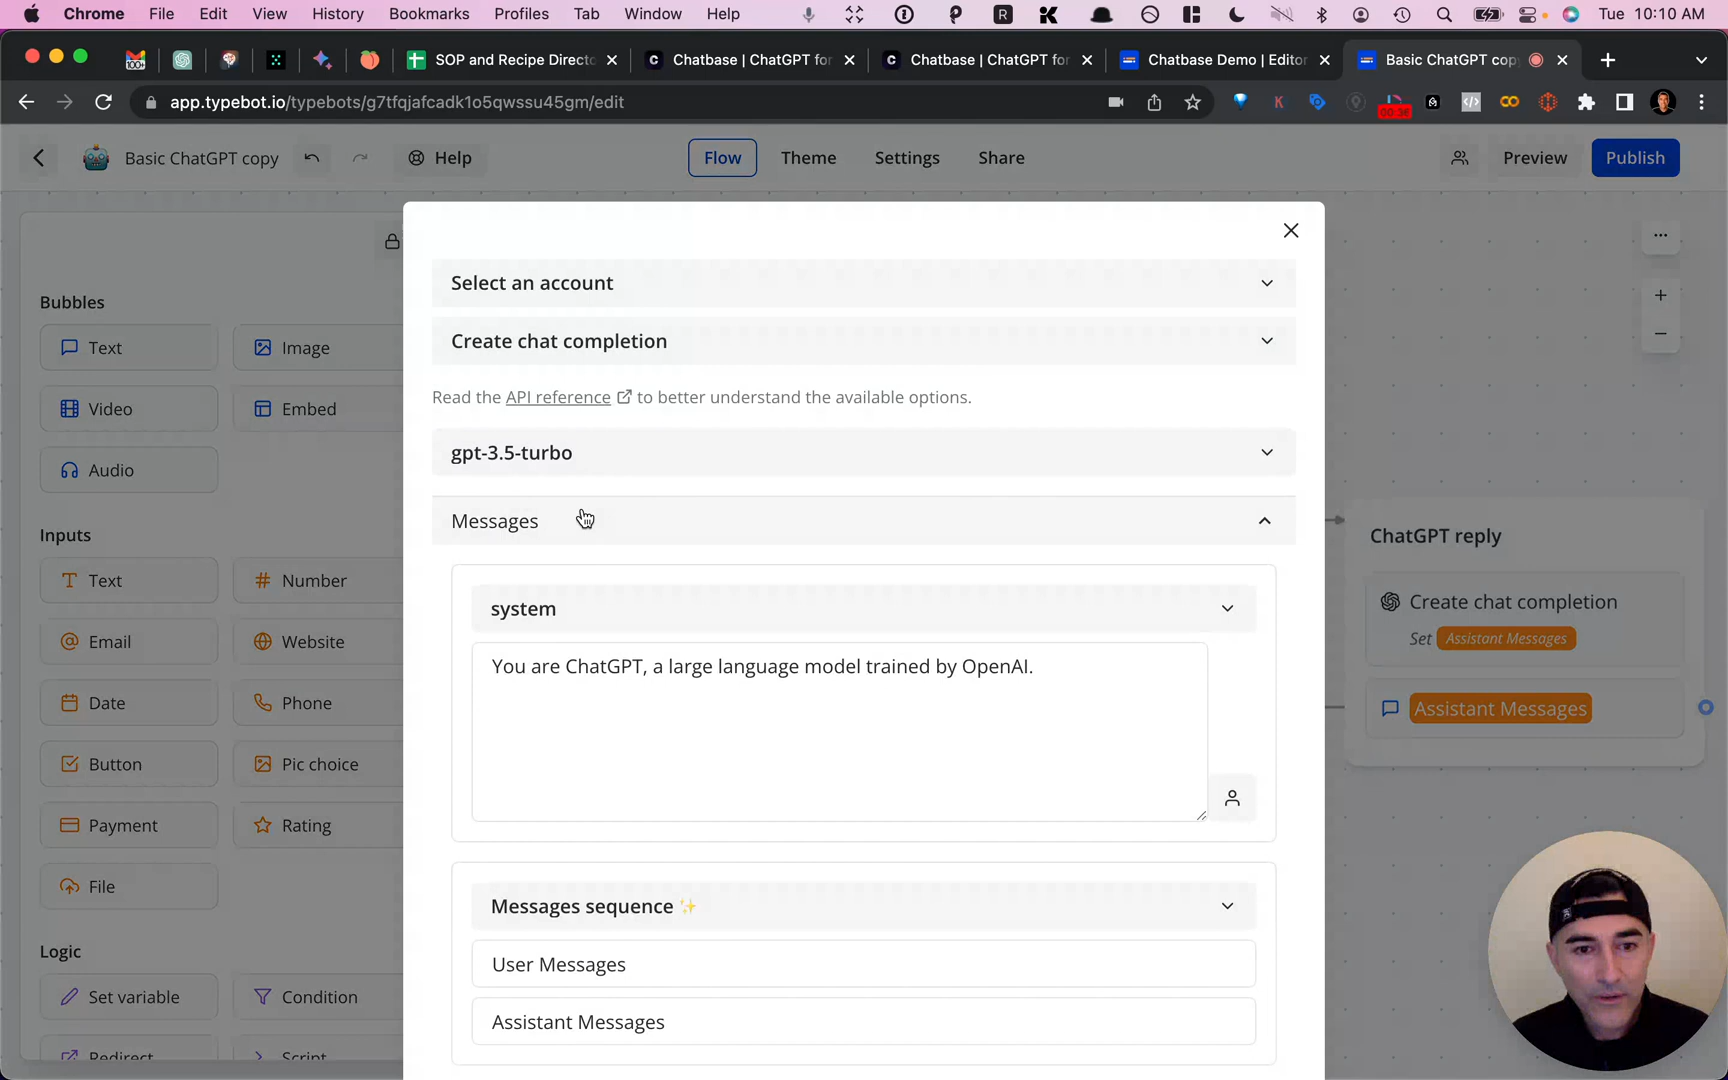 Chrome File Edit View History Bookmarks Profiles Tab Window Help Tue 10:10 AM
SOP and Recipe Directo Chatbase | ChatGPT for Chatbase | ChatGPT for Chatbase Demo | Editor Basic ChatGPT cop
app.typebot.io/typebots/g7tfqjafcadk1o5qwssu45gm/edit
Basic ChatGPT copy Help Flow Theme Settings Share Preview Publish
Select an account
Create chat completion
Read the API reference to better understand the available options.
gpt-3.5-turbo
Messages
system
You are ChatGPT, a large language model trained by OpenAI.
Messages sequence ✨
User Messages
Assistant Messages
Bubbles
Text Image
Video Embed
Audio
Inputs
Text Number
Email Website
Date Phone
Button Pic choice
Payment Rating
File
Logic
Set variable Condition
Redirect Script
ChatGPT reply
Create chat completion
Set Assistant Messages
Assistant Messages